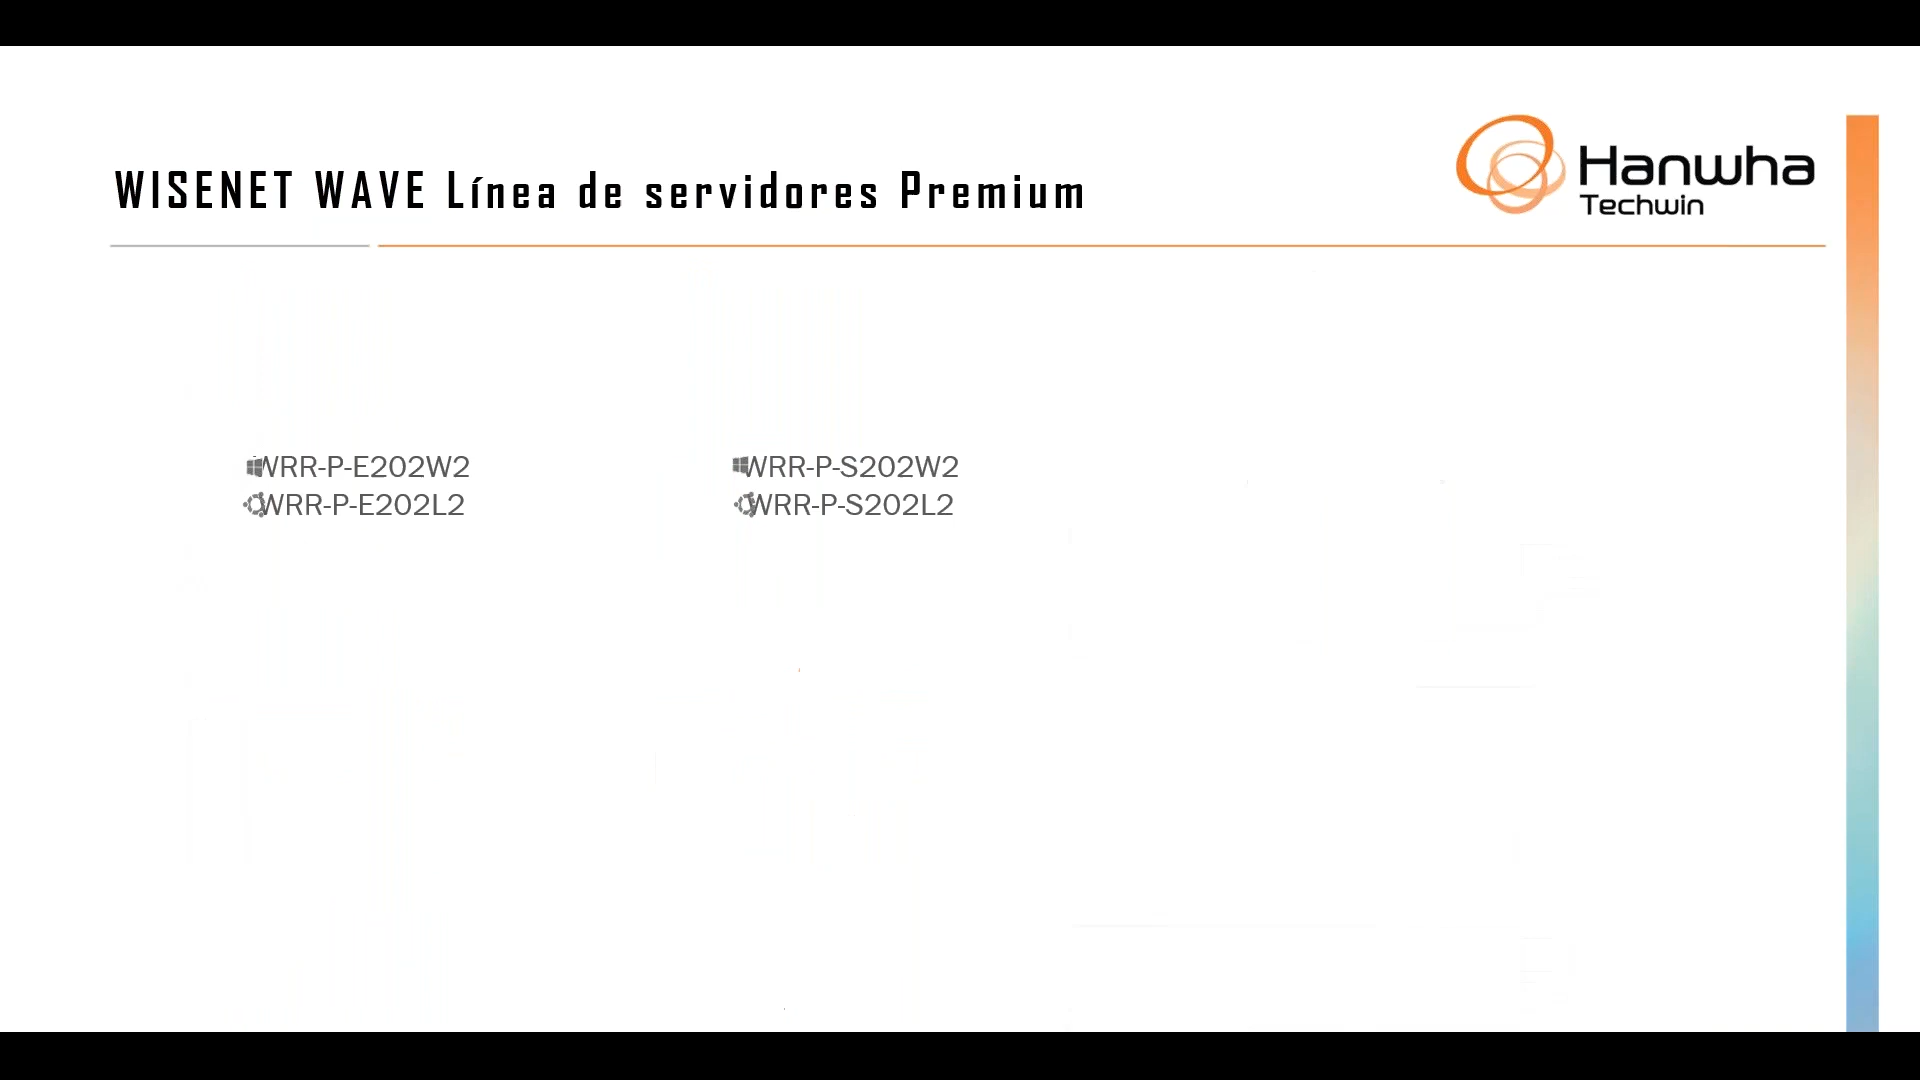 WISENET WAVE Línea de servidores Premium
Hanwha
Techwin
WRR-P-E202W2
WRR-P-E202L2
WRR-P-S202W2
WRR-P-S202L2